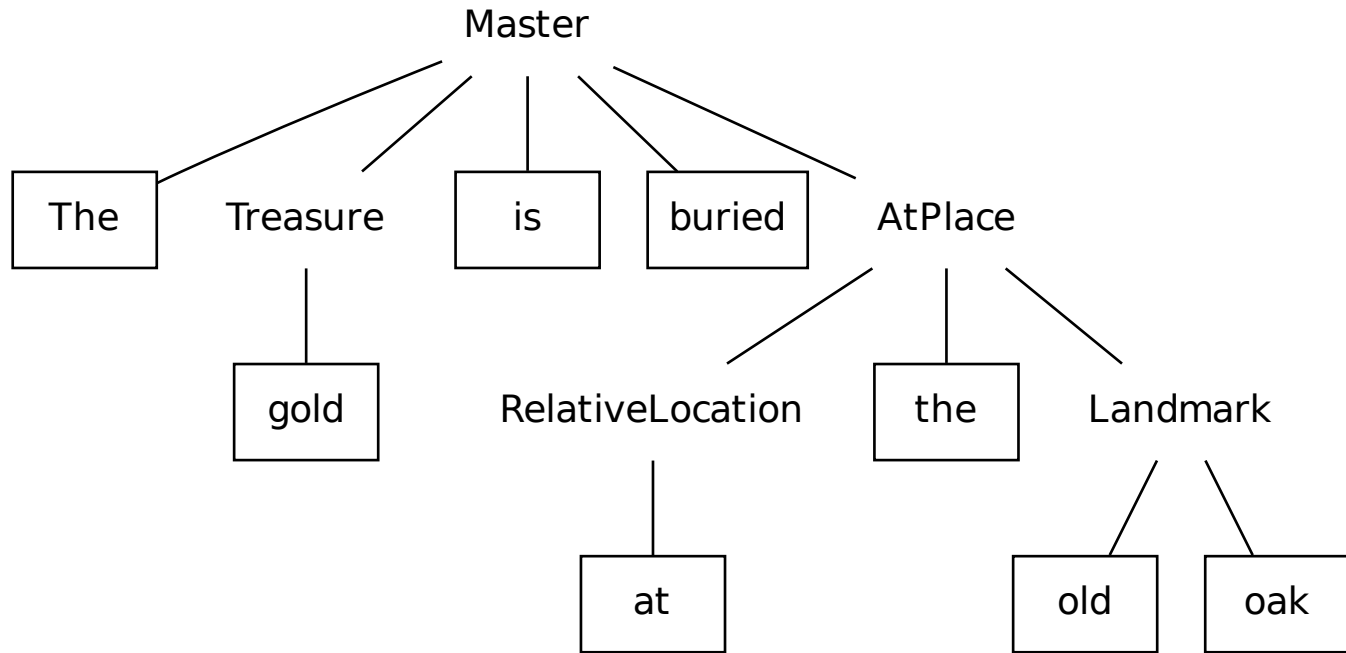 Master
The Treasure is buried AtPlace
gold RelativeLocation the Landmark
at old oak